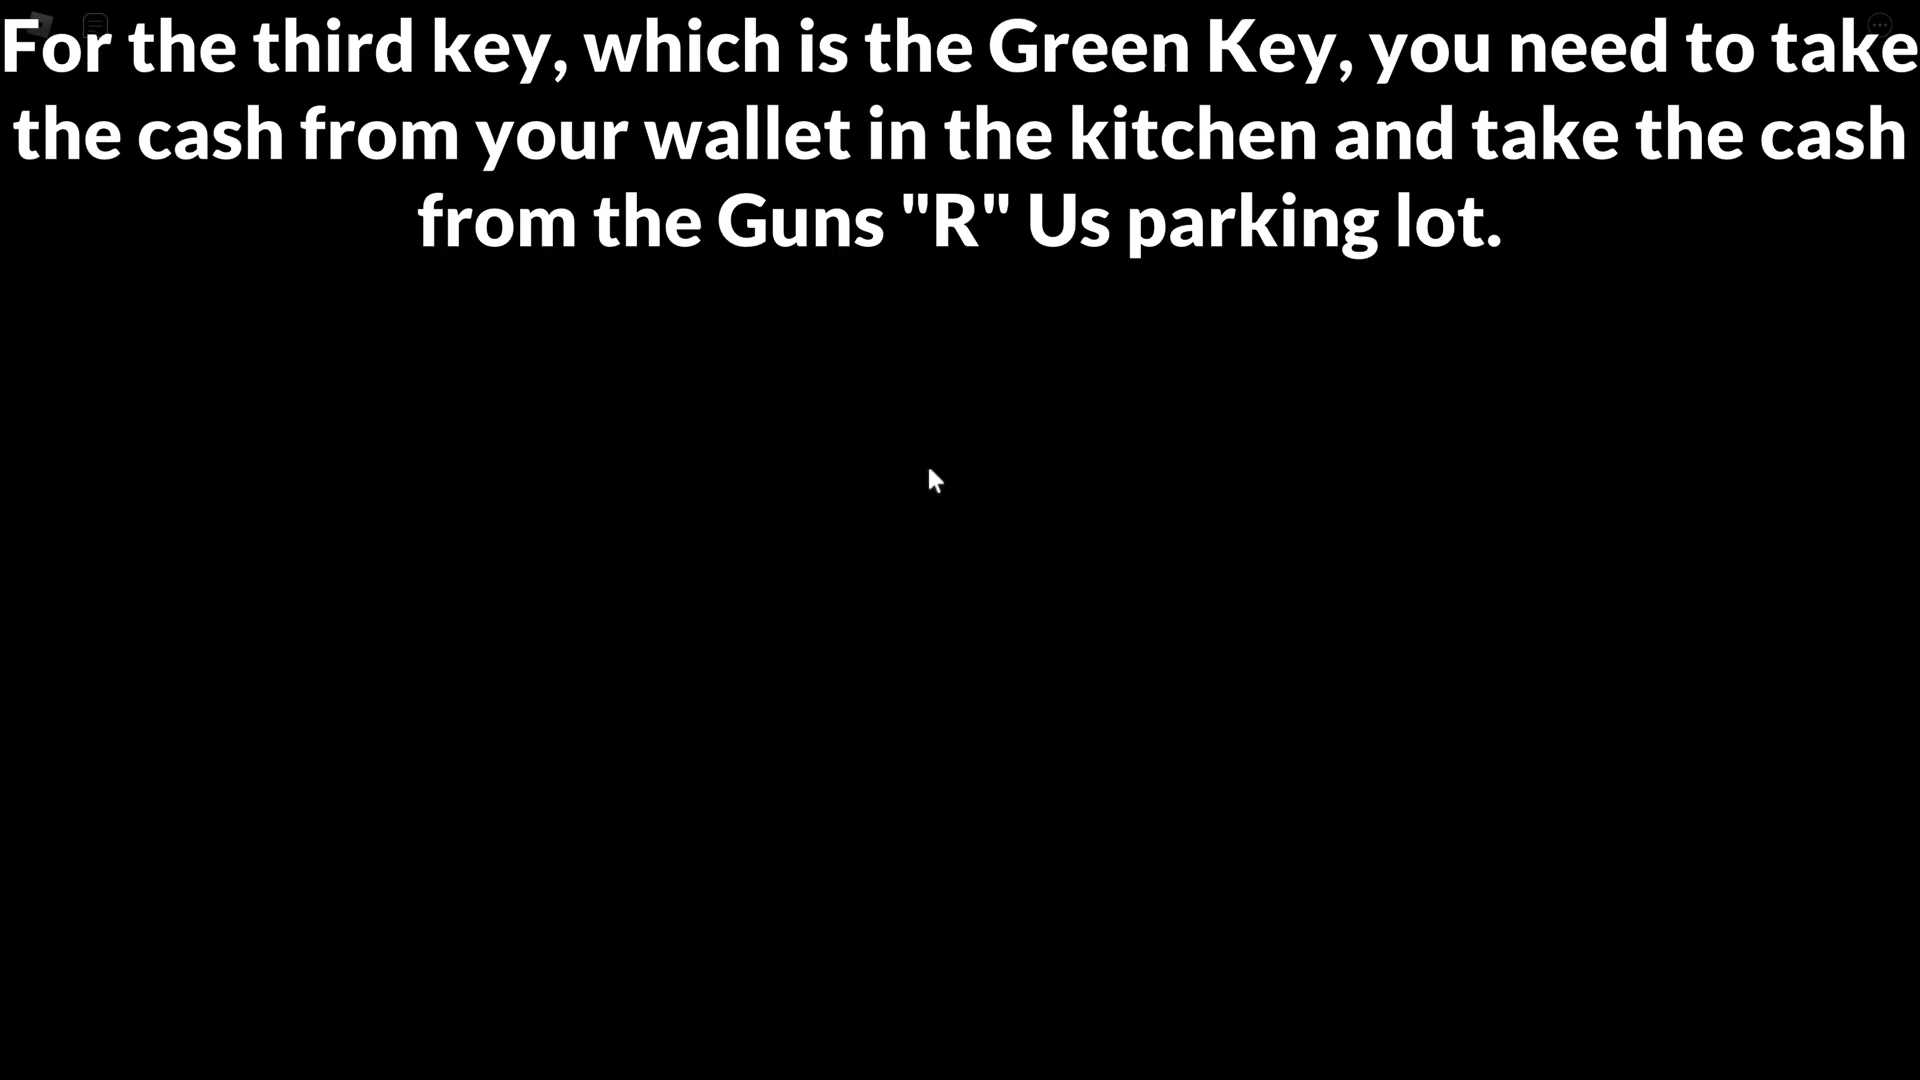 For the third key, which is the Green Key, you need to take
the cash from your wallet in the kitchen and take the cash
from the Guns "R" Us parking lot.